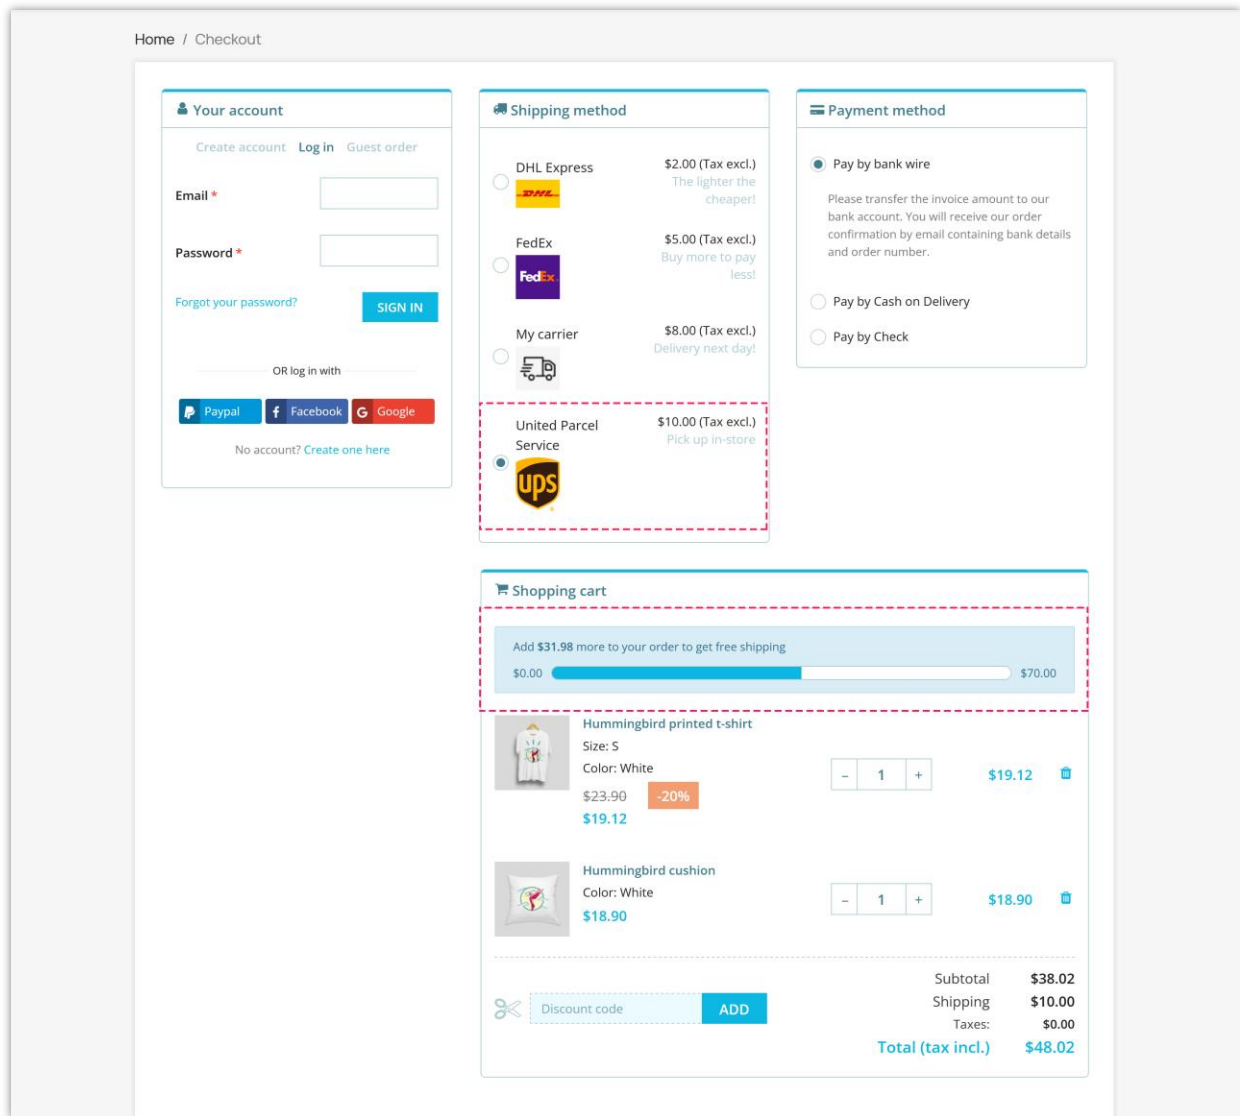 Home / Checkout
Your account
Create account Log in Guest order
Email *
Password *
Forgot your password? SIGN IN
OR log in with
Paypal Facebook Google
No account? Create one here
Shipping method
DHL Express $2.00 (Tax excl.)
The lighter the
cheaper!
DHL
FedEx $5.00 (Tax excl.)
Buy more to pay
less!
FedEx
My carrier $8.00 (Tax excl.)
Delivery next day!
United Parcel $10.00 (Tax excl.)
Service Pick up in-store
ups
Payment method
Pay by bank wire
Please transfer the invoice amount to our
bank account. You will receive our order
confirmation by email containing bank details
and order number.
Pay by Cash on Delivery
Pay by Check
Shopping cart
Add $31.98 more to your order to get free shipping
$0.00 $70.00
Hummingbird printed t-shirt
Size: S
Color: White
$23.90 -20%
$19.12
- 1 + $19.12
Hummingbird cushion
Color: White
$18.90
- 1 + $18.90
Discount code ADD
Subtotal $38.02
Shipping $10.00
Taxes: $0.00
Total (tax incl.) $48.02